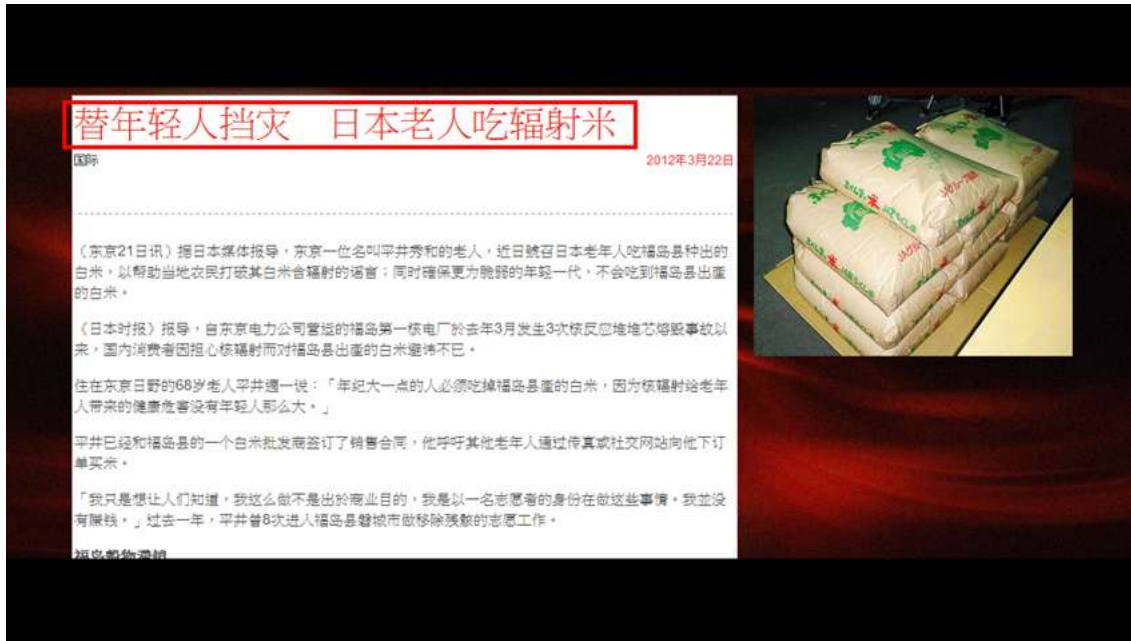 替年轻人挡灾　日本老人吃辐射米
国际
2012年3月22日
（东京21日讯）据日本媒体报导，东京一位名叫平井秀和的老人，近日號召日本老年人吃福岛县种出的
白米，以帮助当地农民打破其白米含辐射的谣言；同时確保更为脆弱的年轻一代，不会吃到福岛县出產
的白米。
《日本时报》报导，自东京电力公司营运的福岛第一核电厂於去年3月发生3次核反应堆堆芯熔毁事故以
来，国内消费者因担心核辐射而对福岛县出產的白米避讳不已。
住在东京日野的68岁老人平井週一说：「年纪大一点的人必须吃掉福岛县產的白米，因为核辐射给老年
人带来的健康危害没有年轻人那么大。」
平井已经和福岛县的一个白米批发商签订了销售合同，他呼吁其他老年人通过传真或社交网站向他下订
单买米。
「我只是想让人们知道，我这么做不是出於商业目的，我是以一名志愿者的身份在做这些事情。我並没
有赚钱。」过去一年，平井曾8次进入福岛县磐城市做移除残骸的志愿工作。
福岛穀物滯销